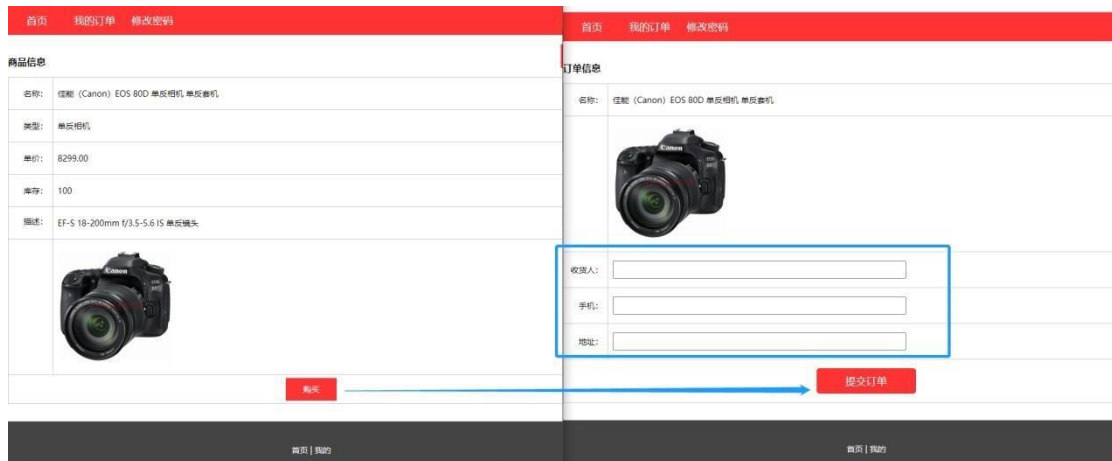 首页 我的订单 修改密码
商品信息
名称: 佳能（Canon）EOS 80D 单反相机 单反套机
类型: 单反相机
单价: 8299.00
库存: 100
描述: EF-S 18-200mm f/3.5-5.6 IS 单反镜头
Canon
EOS
80D
购买
首页 | 我的
首页 我的订单 修改密码
订单信息
名称: 佳能（Canon）EOS 80D 单反相机 单反套机
Canon
EOS
80D
收货人:
手机:
地址:
提交订单
首页 | 我的